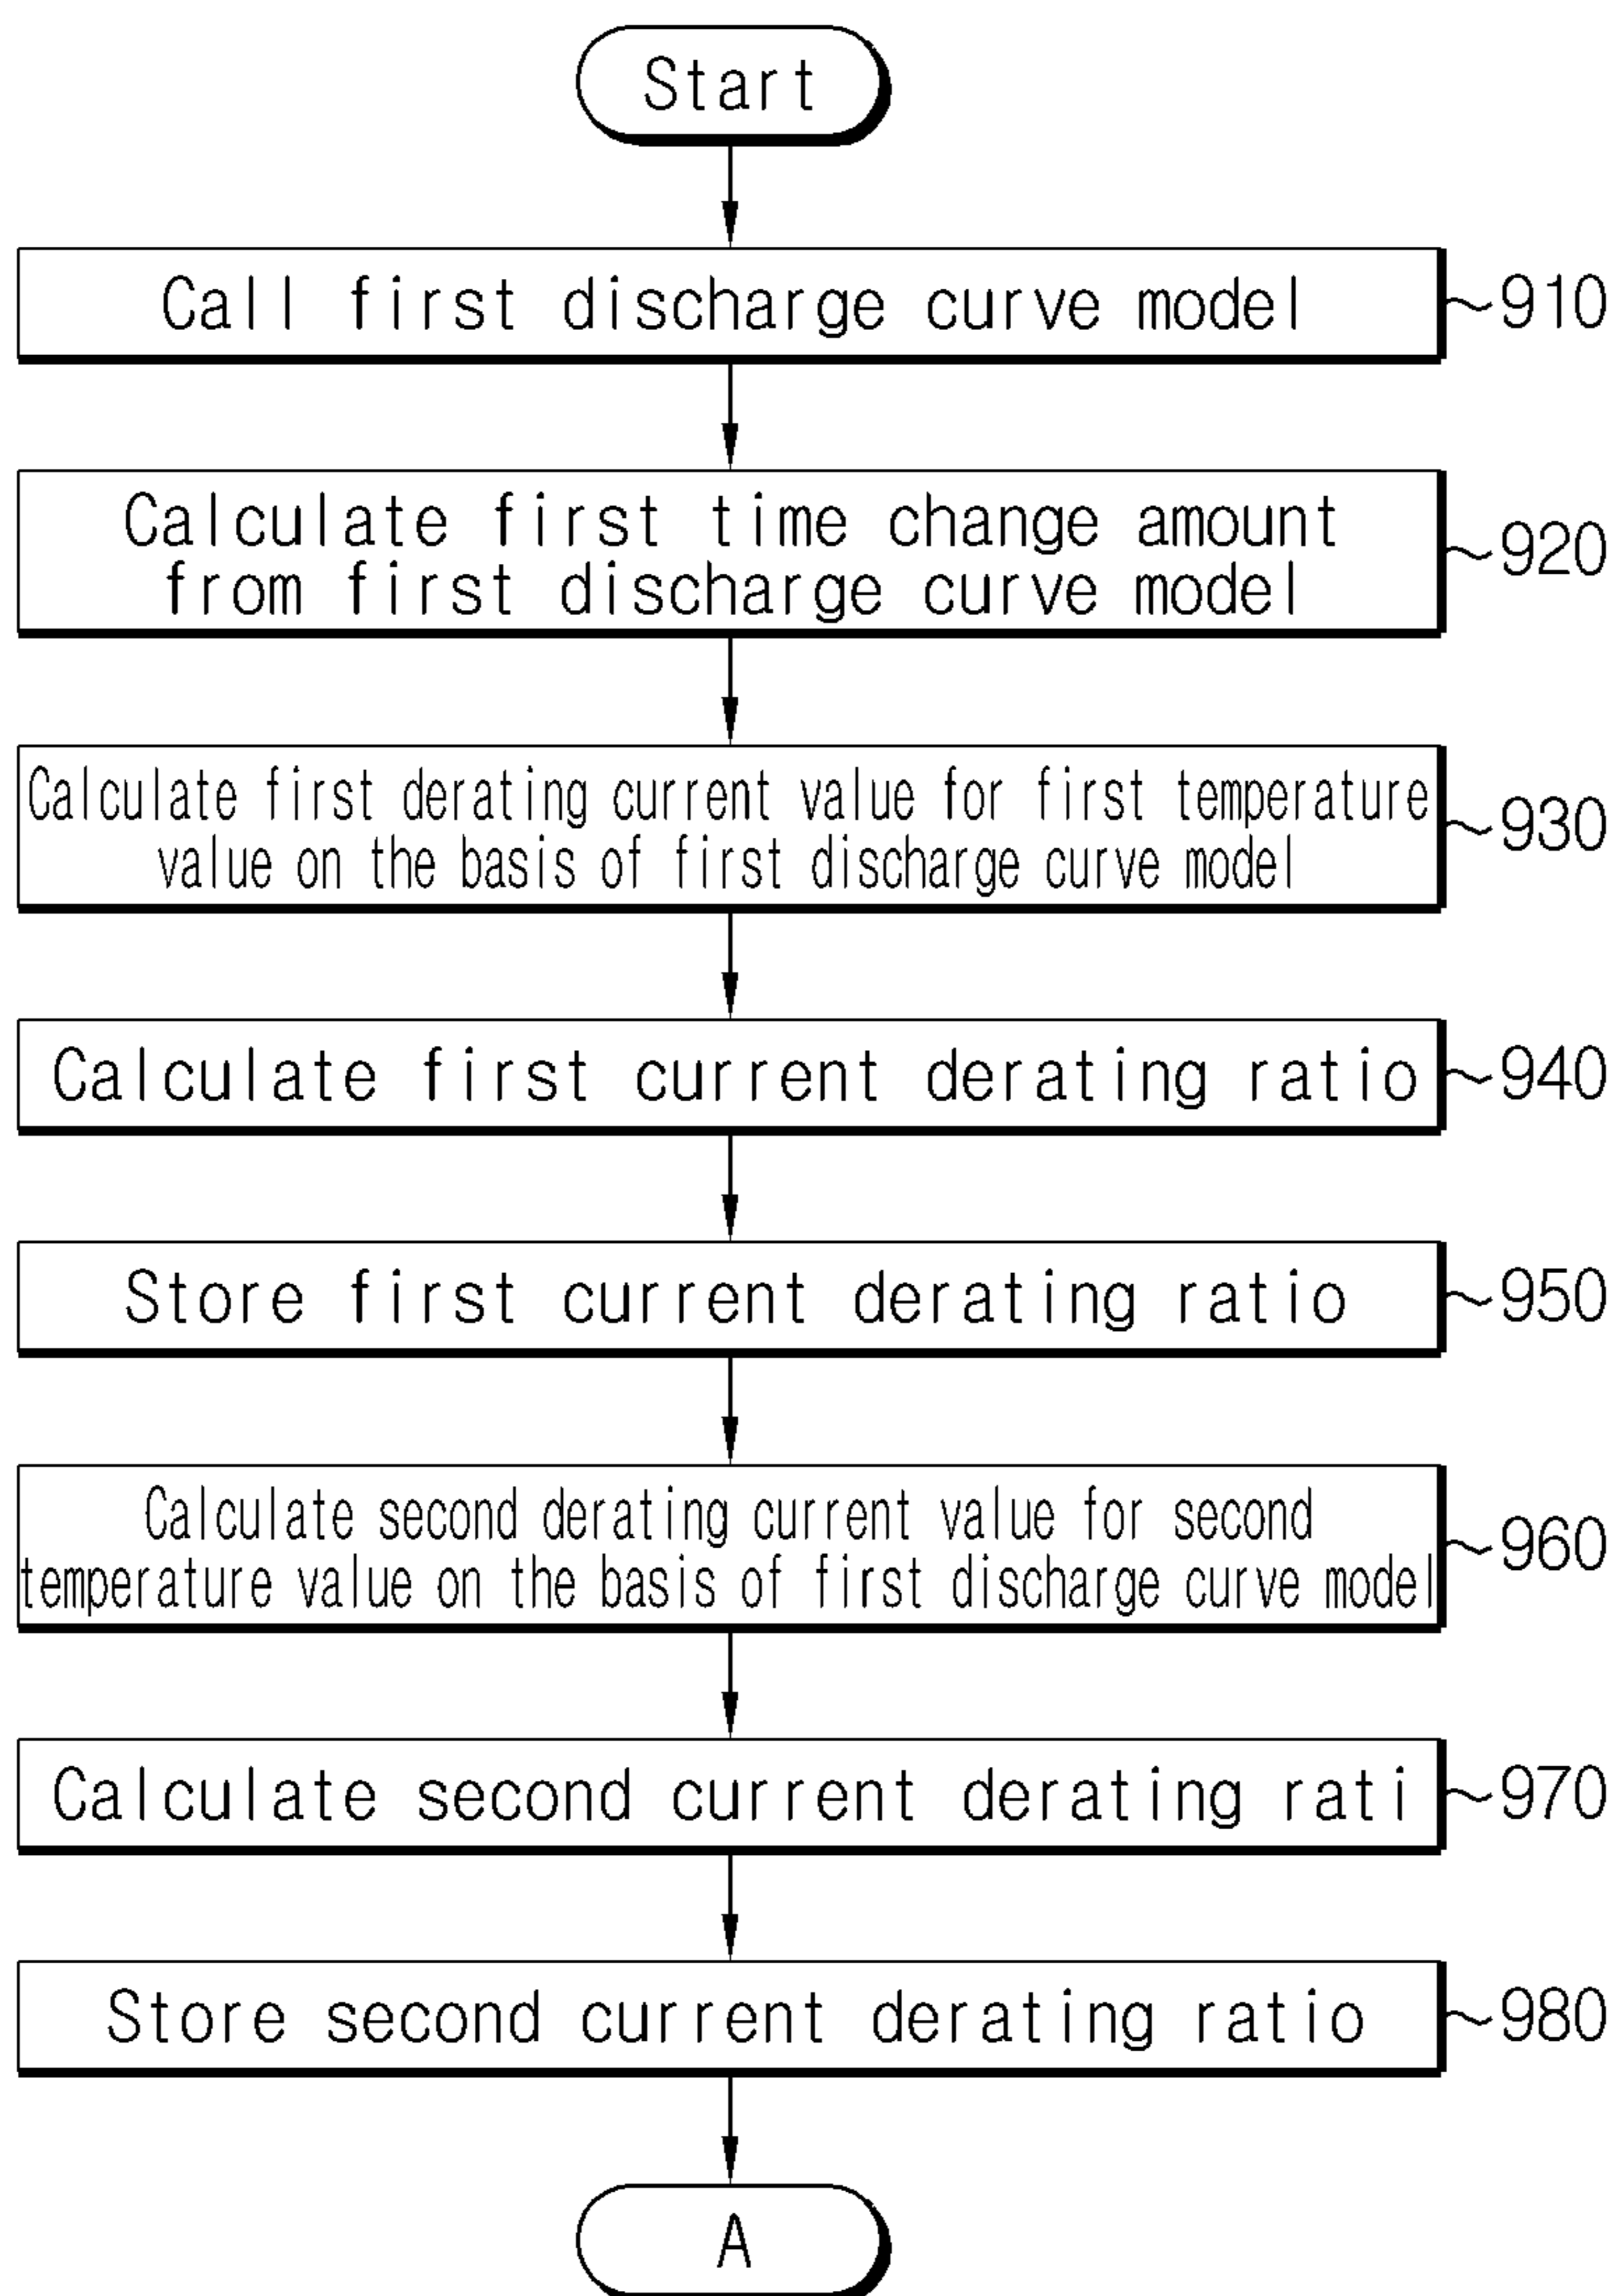 Start
Call first discharge curve model
910
Calculate first time change amount
from first discharge curve model
920
Calculate first derating current value for first temperature
value on the basis of first discharge curve model
930
Calculate first current derating ratio
940
Store first current derating ratio
950
Calculate second derating current value for second
temperature value on the basis of first discharge curve model
960
Calculate second current derating rati
970
Store second current derating ratio
980
A